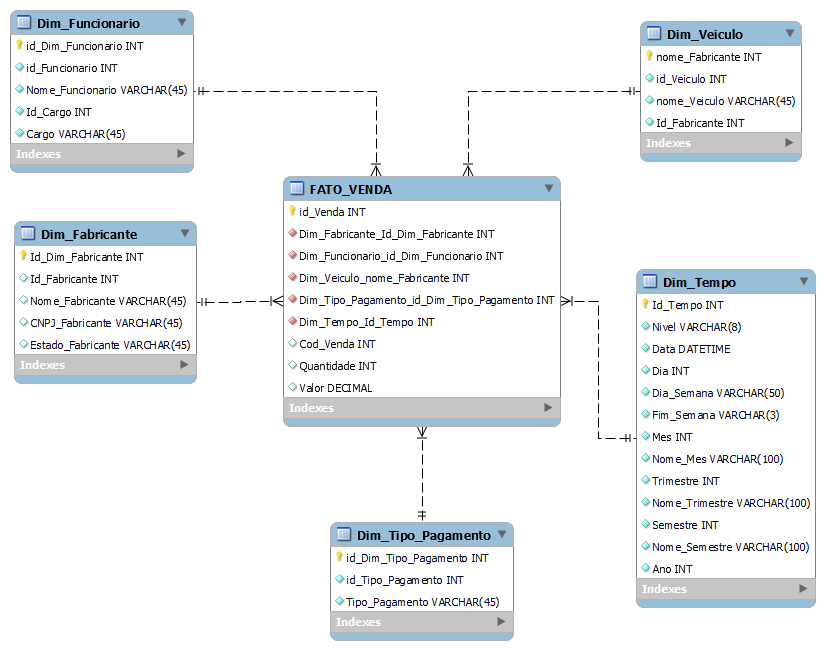 Dim_Funcionario
id_Dim_Funcionario INT
id_Funcionario INT
Nome_Funcionario VARCHAR(45)
Id_Cargo INT
Cargo VARCHAR(45)
Indexes
Dim_Veiculo
nome_Fabricante INT
id_Veiculo INT
nome_Veiculo VARCHAR(45)
Id_Fabricante INT
Indexes
FATO_VENDA
id_Venda INT
Dim_Fabricante_Id_Dim_Fabricante INT
Dim_Funcionario_id_Dim_Funcionario INT
Dim_Veiculo_nome_Fabricante INT
Dim_Tipo_Pagamento_id_Dim_Tipo_Pagamento INT
Dim_Tempo_Id_Tempo INT
Cod_Venda INT
Quantidade INT
Valor DECIMAL
Indexes
Dim_Fabricante
Id_Dim_Fabricante INT
Id_Fabricante INT
Nome_Fabricante VARCHAR(45)
CNPJ_Fabricante VARCHAR(45)
Estado_Fabricante VARCHAR(45)
Indexes
Dim_Tempo
Id_Tempo INT
Nivel VARCHAR(8)
Data DATETIME
Dia INT
Dia_Semana VARCHAR(50)
Fim_Semana VARCHAR(3)
Mes INT
Nome_Mes VARCHAR(100)
Trimestre INT
Nome_Trimestre VARCHAR(100)
Semestre INT
Nome_Semestre VARCHAR(100)
Ano INT
Indexes
Dim_Tipo_Pagamento
id_Dim_Tipo_Pagamento INT
id_Tipo_Pagamento INT
Tipo_Pagamento VARCHAR(45)
Indexes